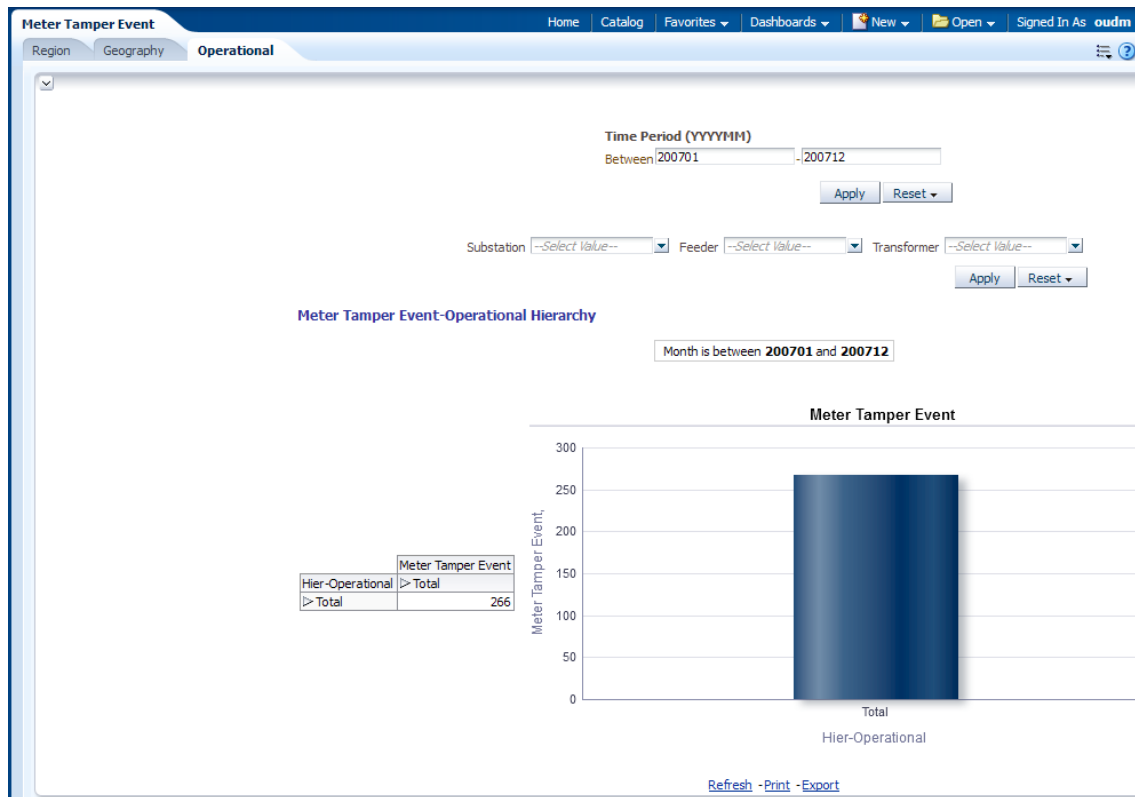 Meter Tamper Event
Home Catalog Favorites Dashboards New Open Signed In As oudm
Region Geography Operational
Time Period (YYYYMM)
Between 200701 - 200712
Apply Reset
Substation --Select Value-- Feeder --Select Value-- Transformer --Select Value--
Apply Reset
Meter Tamper Event-Operational Hierarchy
Month is between 200701 and 200712
Meter Tamper Event
Hier-Operational Total
Total 266
Meter Tamper Event
Meter Tamper Event,
300
250
200
150
100
50
0
Total
Hier-Operational
Refresh - Print - Export